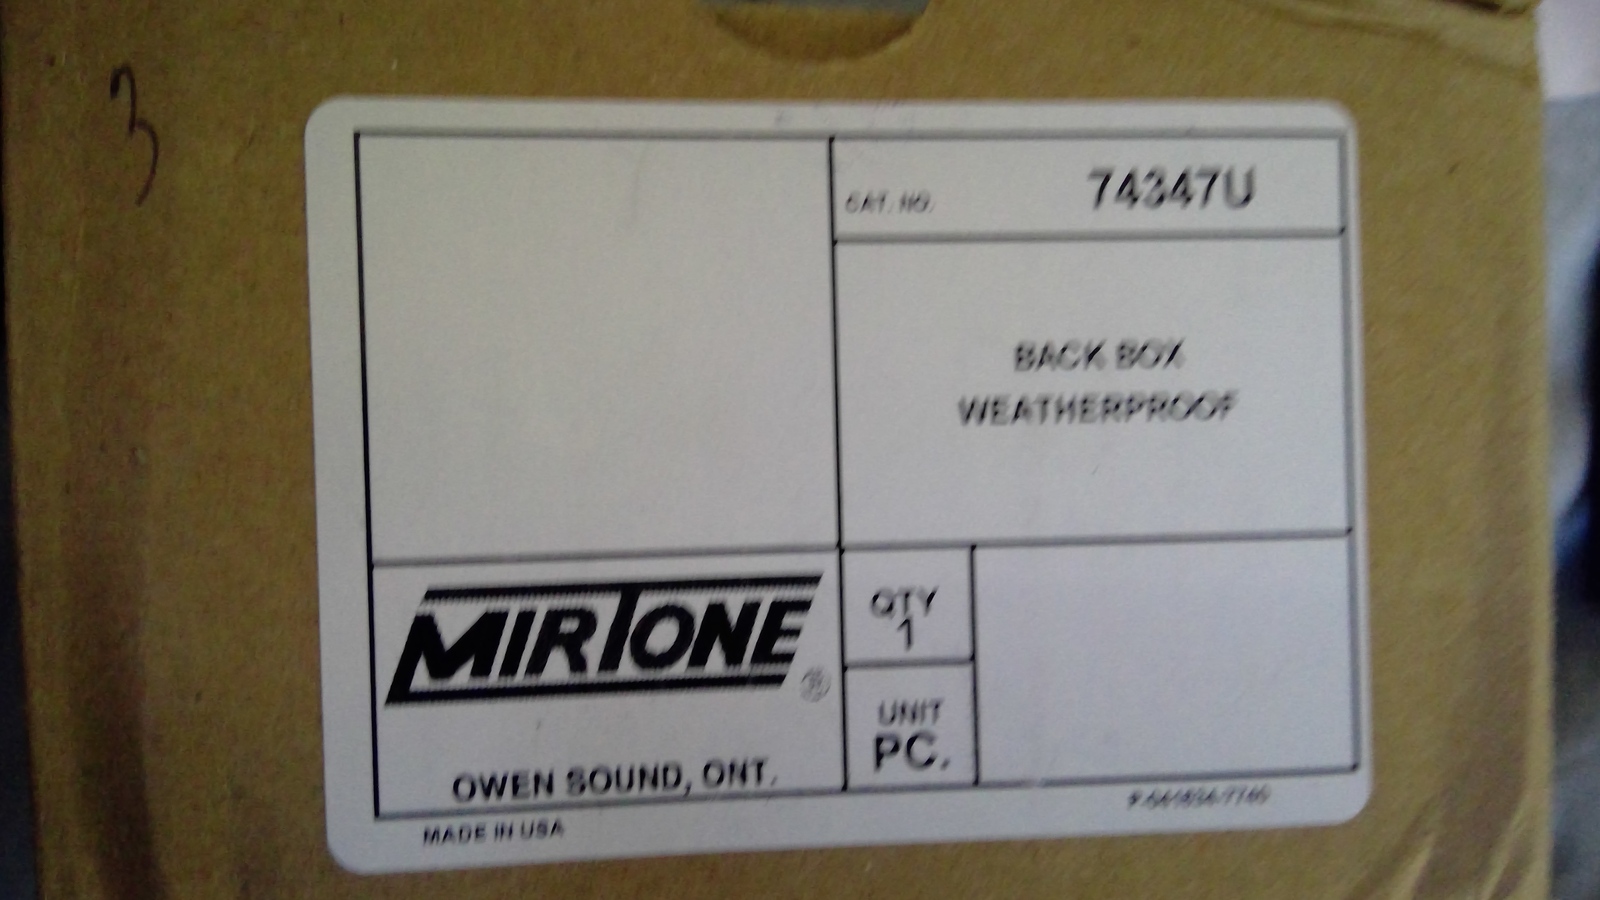 3
CAT. NO. 74347U
BACK BOX
WEATHERPROOF
MIRTONE ®
QTY
1
UNIT
PC.
OWEN SOUND, ONT.
MADE IN USA